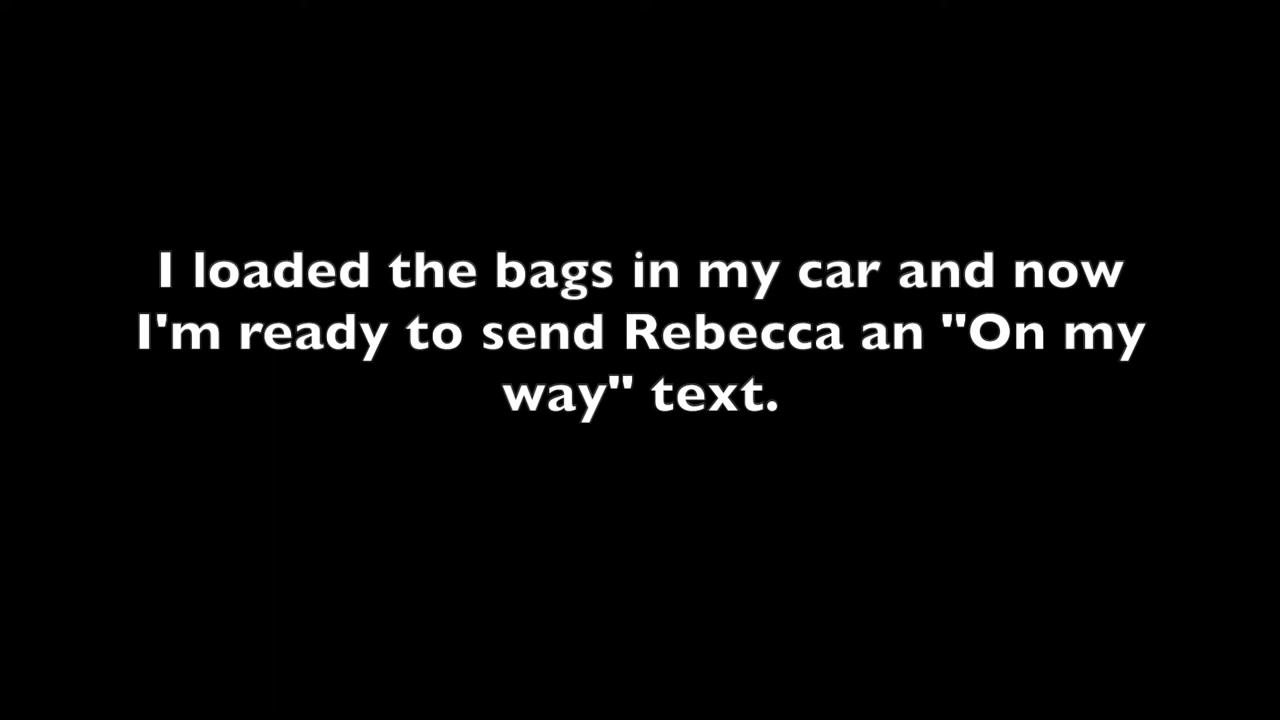 I loaded the bags in my car and now
I'm ready to send Rebecca an "On my
way" text.